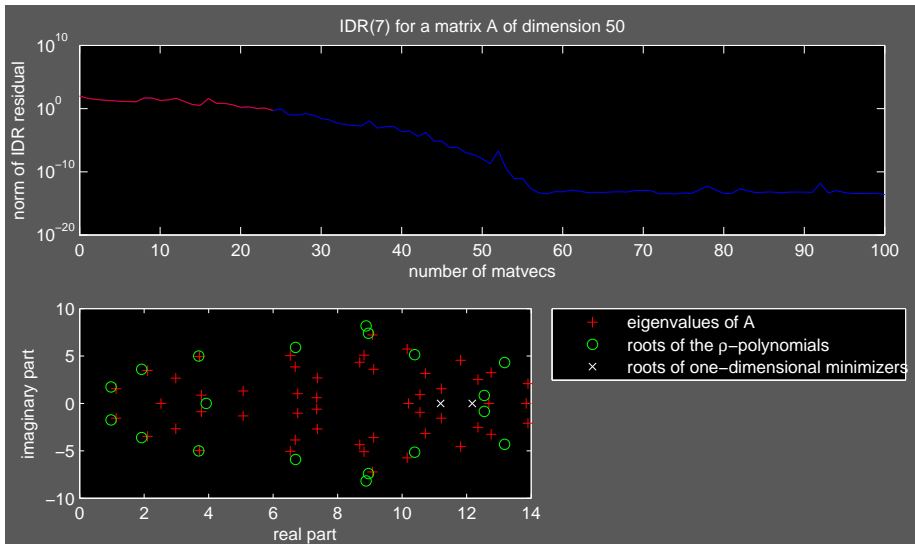 IDR(7) for a matrix A of dimension 50
norm of IDR residual
10^10
10^0
10^−10
10^−20
0 10 20 30 40 50 60 70 80 90 100
number of matvecs
imaginary part
10
5
0
−5
−10
0 2 4 6 8 10 12 14
real part
eigenvalues of A
roots of the ρ−polynomials
roots of one−dimensional minimizers